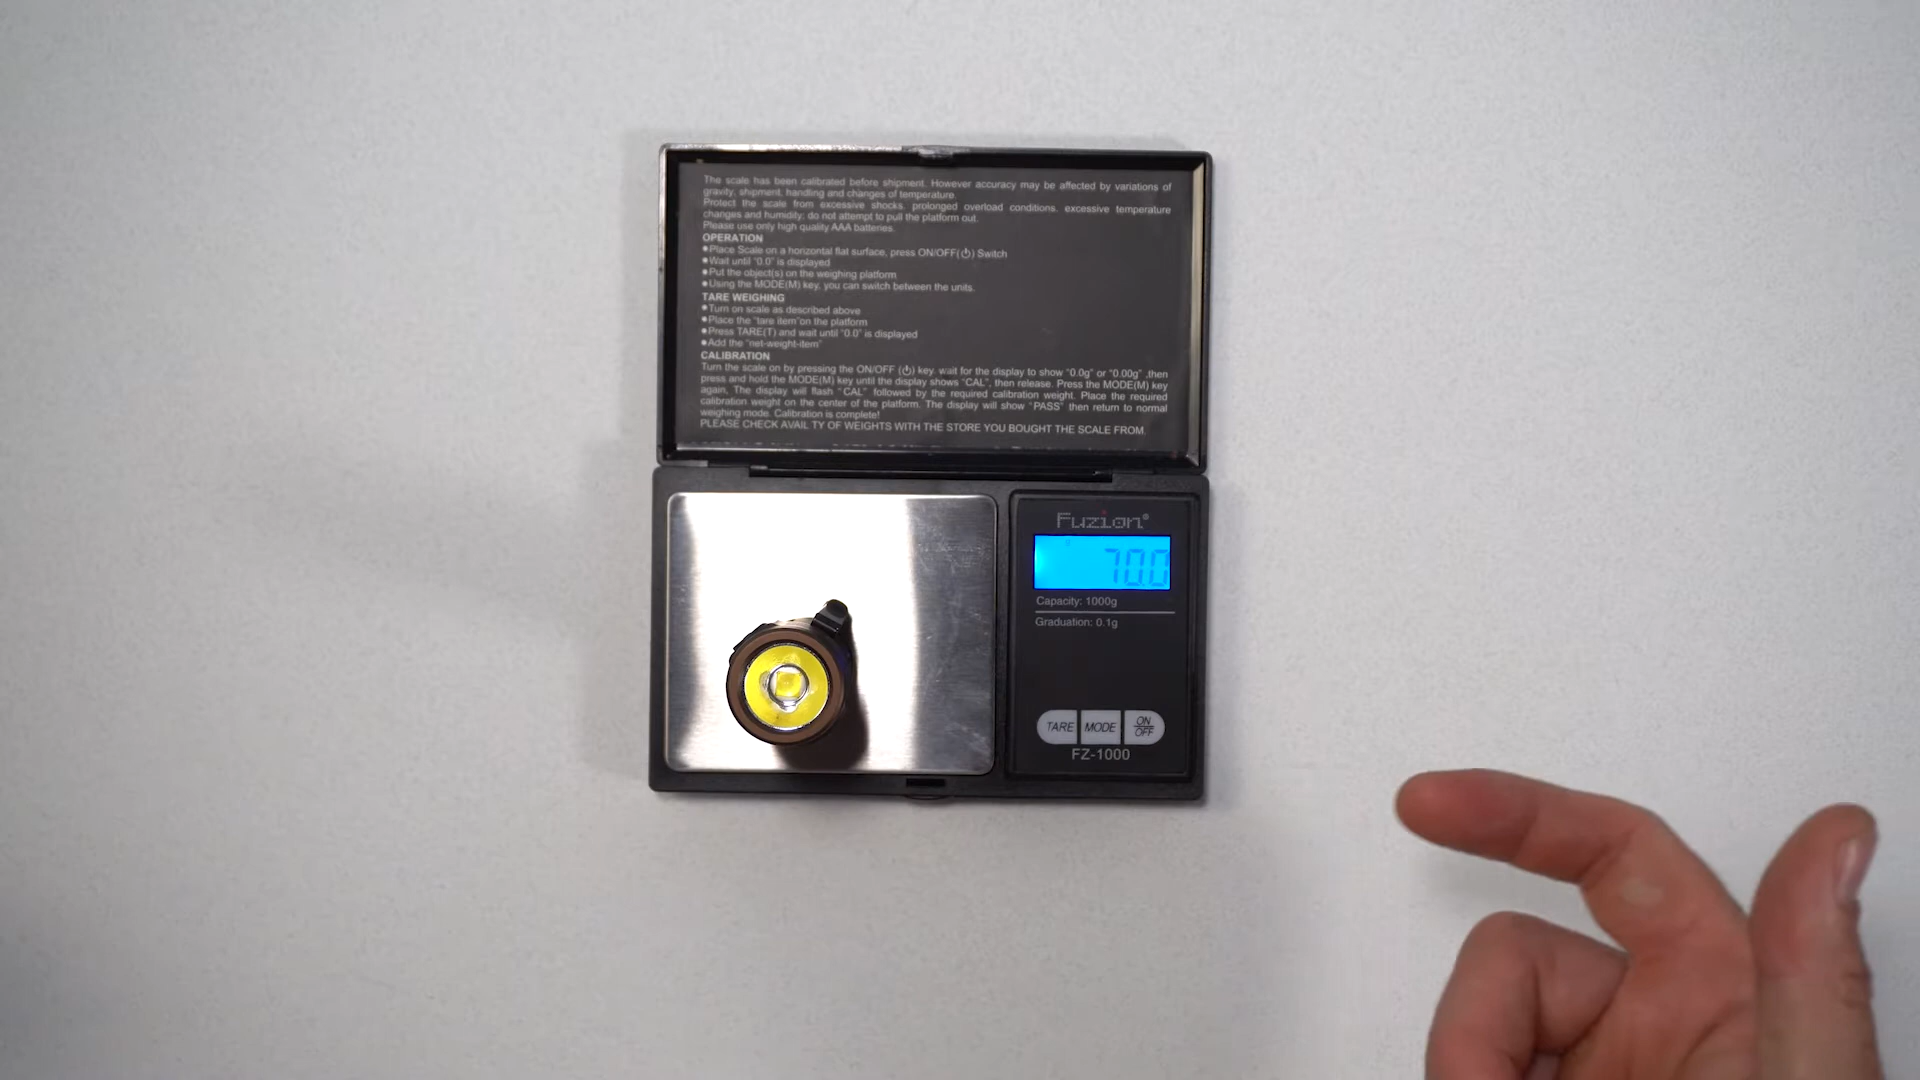 The scale has been calibrated before shipment. However accuracy may be affected by variations of
gravity, shipment, handling and changes of temperature.
Protect the scale from excessive shocks, prolonged overload conditions, excessive temperature
changes and humidity; do not attempt to pull the platform out.
Please use only high quality AAA batteries.
OPERATION
●Place Scale on a horizontal flat surface, press ON/OFF(⏻) Switch
●Wait until "0.0" is displayed
●Put the object(s) on the weighing platform
●Using the MODE(M) key, you can switch between the units.
TARE WEIGHING
●Turn on scale as described above
●Place the "tare item"on the platform
●Press TARE(T) and wait until "0.0" is displayed
●Add the "net-weight-item"
CALIBRATION
Turn the scale on by pressing the ON/OFF (⏻) key, wait for the display to show "0.0g" or "0.00g" ,then
press and hold the MODE(M) key until the display shows "CAL", then release. Press the MODE(M) key
again, The display will flash "CAL" followed by the required calibration weight. Place the required
calibration weight on the center of the platform. The display will show "PASS" then return to normal
weighing mode. Calibration is complete!
PLEASE CHECK AVAIL TY OF WEIGHTS WITH THE STORE YOU BOUGHT THE SCALE FROM.
Fuzion®
70.0
Capacity: 1000g
Graduation: 0.1g
TARE MODE ON/OFF
FZ-1000